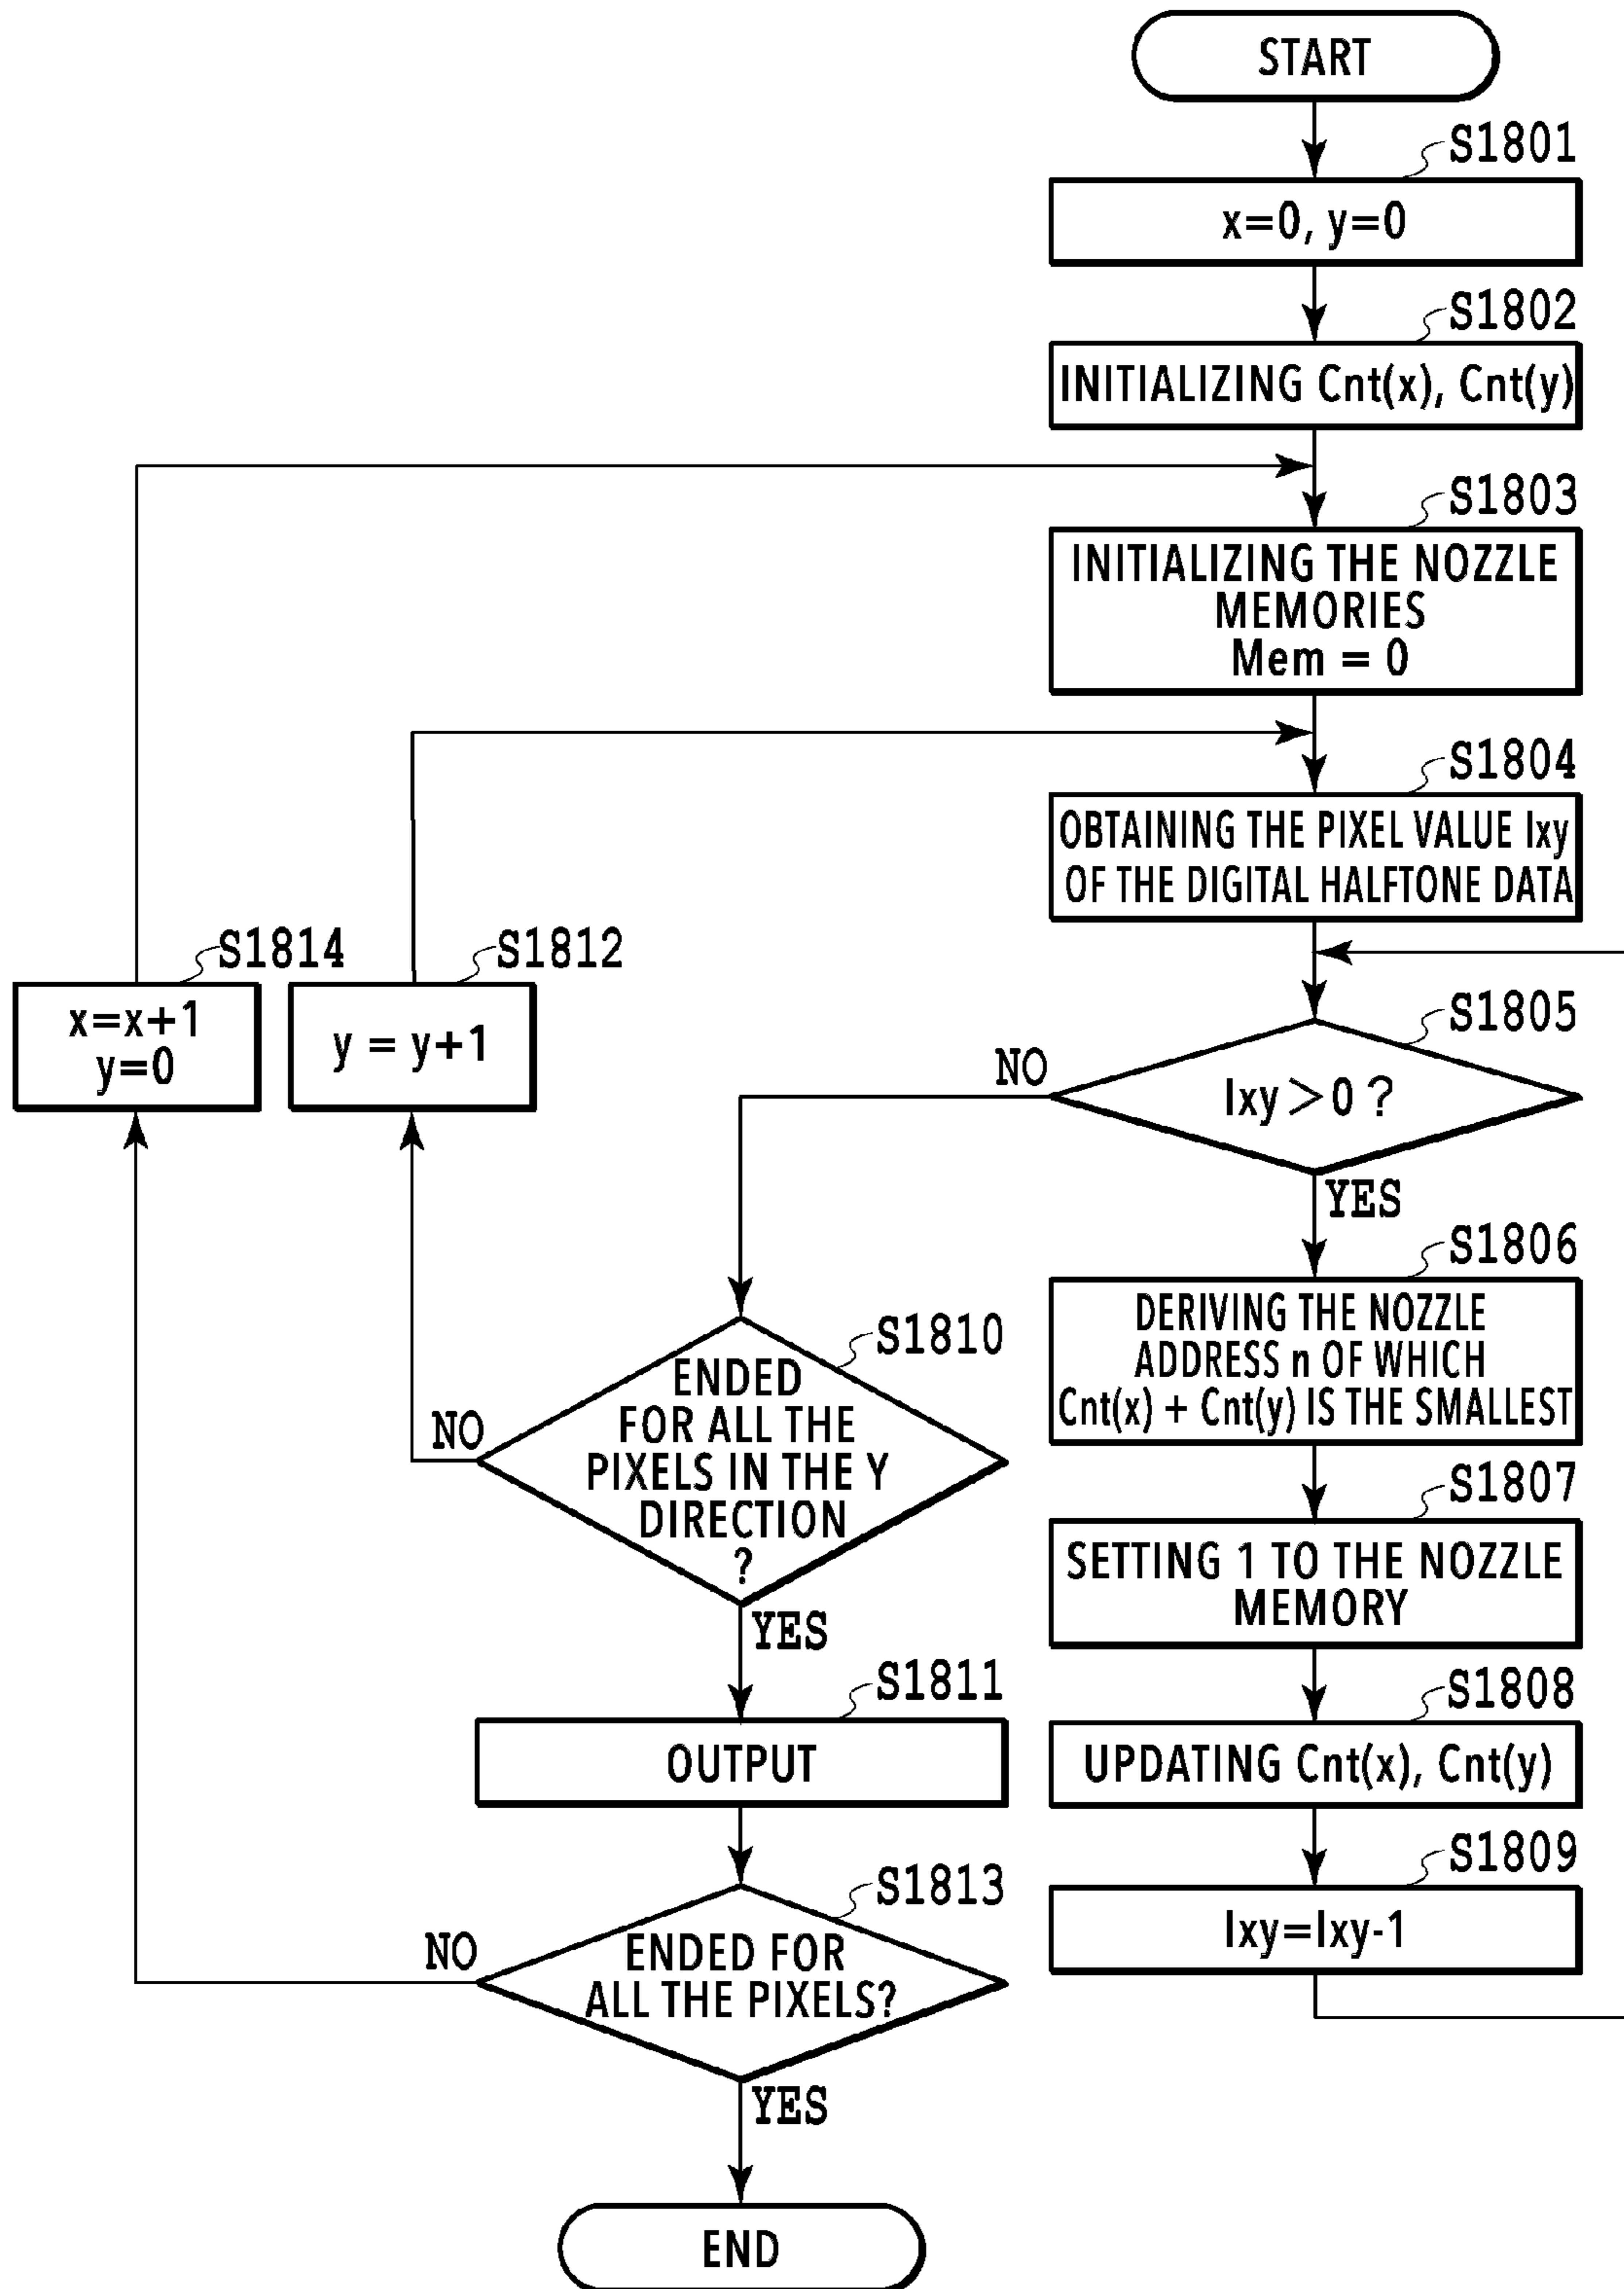 START
S1801
x=0, y=0
S1802
INITIALIZING Cnt(x), Cnt(y)
S1803
INITIALIZING THE NOZZLE
MEMORIES
Mem = 0
S1804
OBTAINING THE PIXEL VALUE Ixy
OF THE DIGITAL HALFTONE DATA
S1814
x=x+1
y=0
S1812
y = y+1
S1805
Ixy>0 ?
NO
YES
S1806
DERIVING THE NOZZLE
ADDRESS n OF WHICH
Cnt(x) + Cnt(y) IS THE SMALLEST
S1810
ENDED
FOR ALL THE
PIXELS IN THE Y
DIRECTION
?
NO
YES
S1807
SETTING 1 TO THE NOZZLE
MEMORY
S1811
OUTPUT
S1808
UPDATING Cnt(x), Cnt(y)
S1809
Ixy=Ixy-1
S1813
ENDED FOR
ALL THE PIXELS?
NO
YES
END